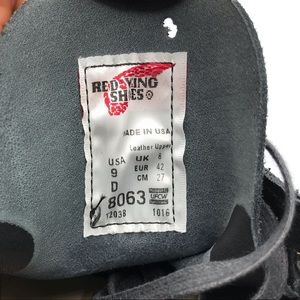 RED WING
SHOES
MADE IN USA
Leather Upper
USA UK 8
9 EUR 42
D CM 27
8063 UFCW
12038 1016